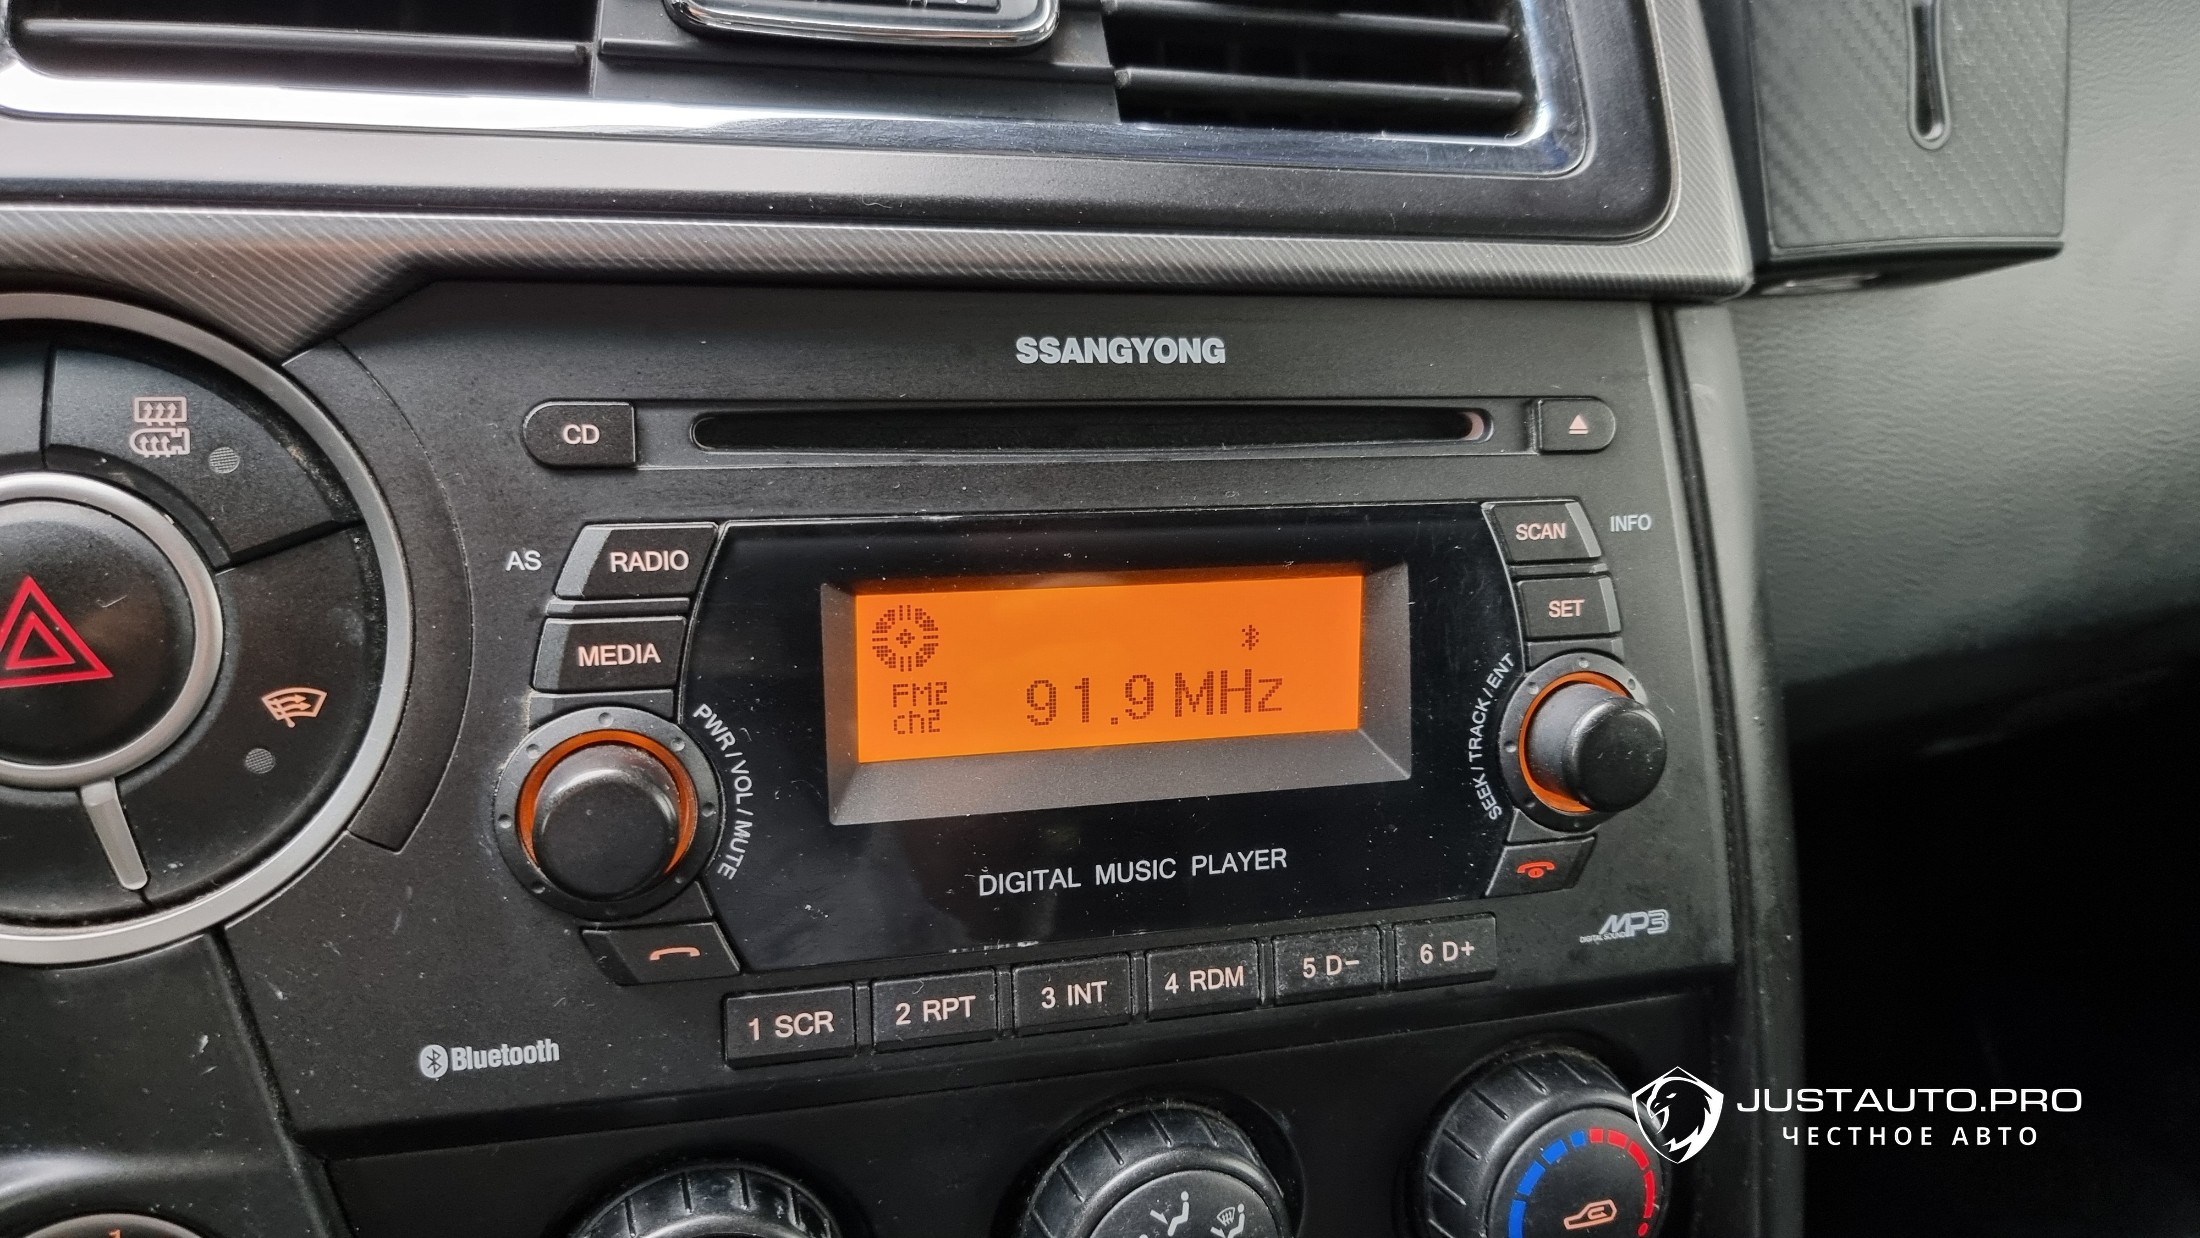 SSANGYONG
CD
AS
RADIO
SCAN
INFO
MEDIA
SET
FM2
ch2
91.9 MHz
PWR / VOL / MUTE
SEEK / TRACK / ENT
DIGITAL MUSIC PLAYER
MP3
DIGITAL SOUND
1 SCR
2 RPT
3 INT
4 RDM
5 D−
6 D+
Bluetooth
JUSTAUTO.PRO
ЧЕСТНОЕ АВТО